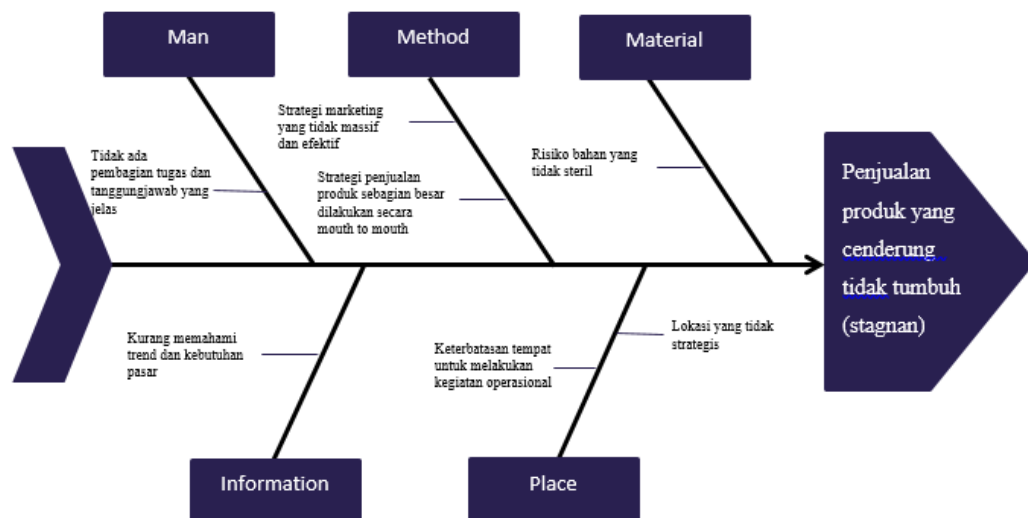 Man
Method
Material
Strategi marketing
yang tidak massif
dan efektif
Tidak ada
pembagian tugas dan
tanggungjawab yang
jelas
Strategi penjualan
produk sebagian besar
dilakukan secara
mouth to mouth
Risiko bahan yang
tidak steril
Penjualan
produk yang
cenderung
tidak tumbuh
(stagnan)
Kurang memahami
trend dan kebutuhan
pasar
Keterbatasan tempat
untuk melakukan
kegiatan operasional
Lokasi yang tidak
strategis
Information
Place